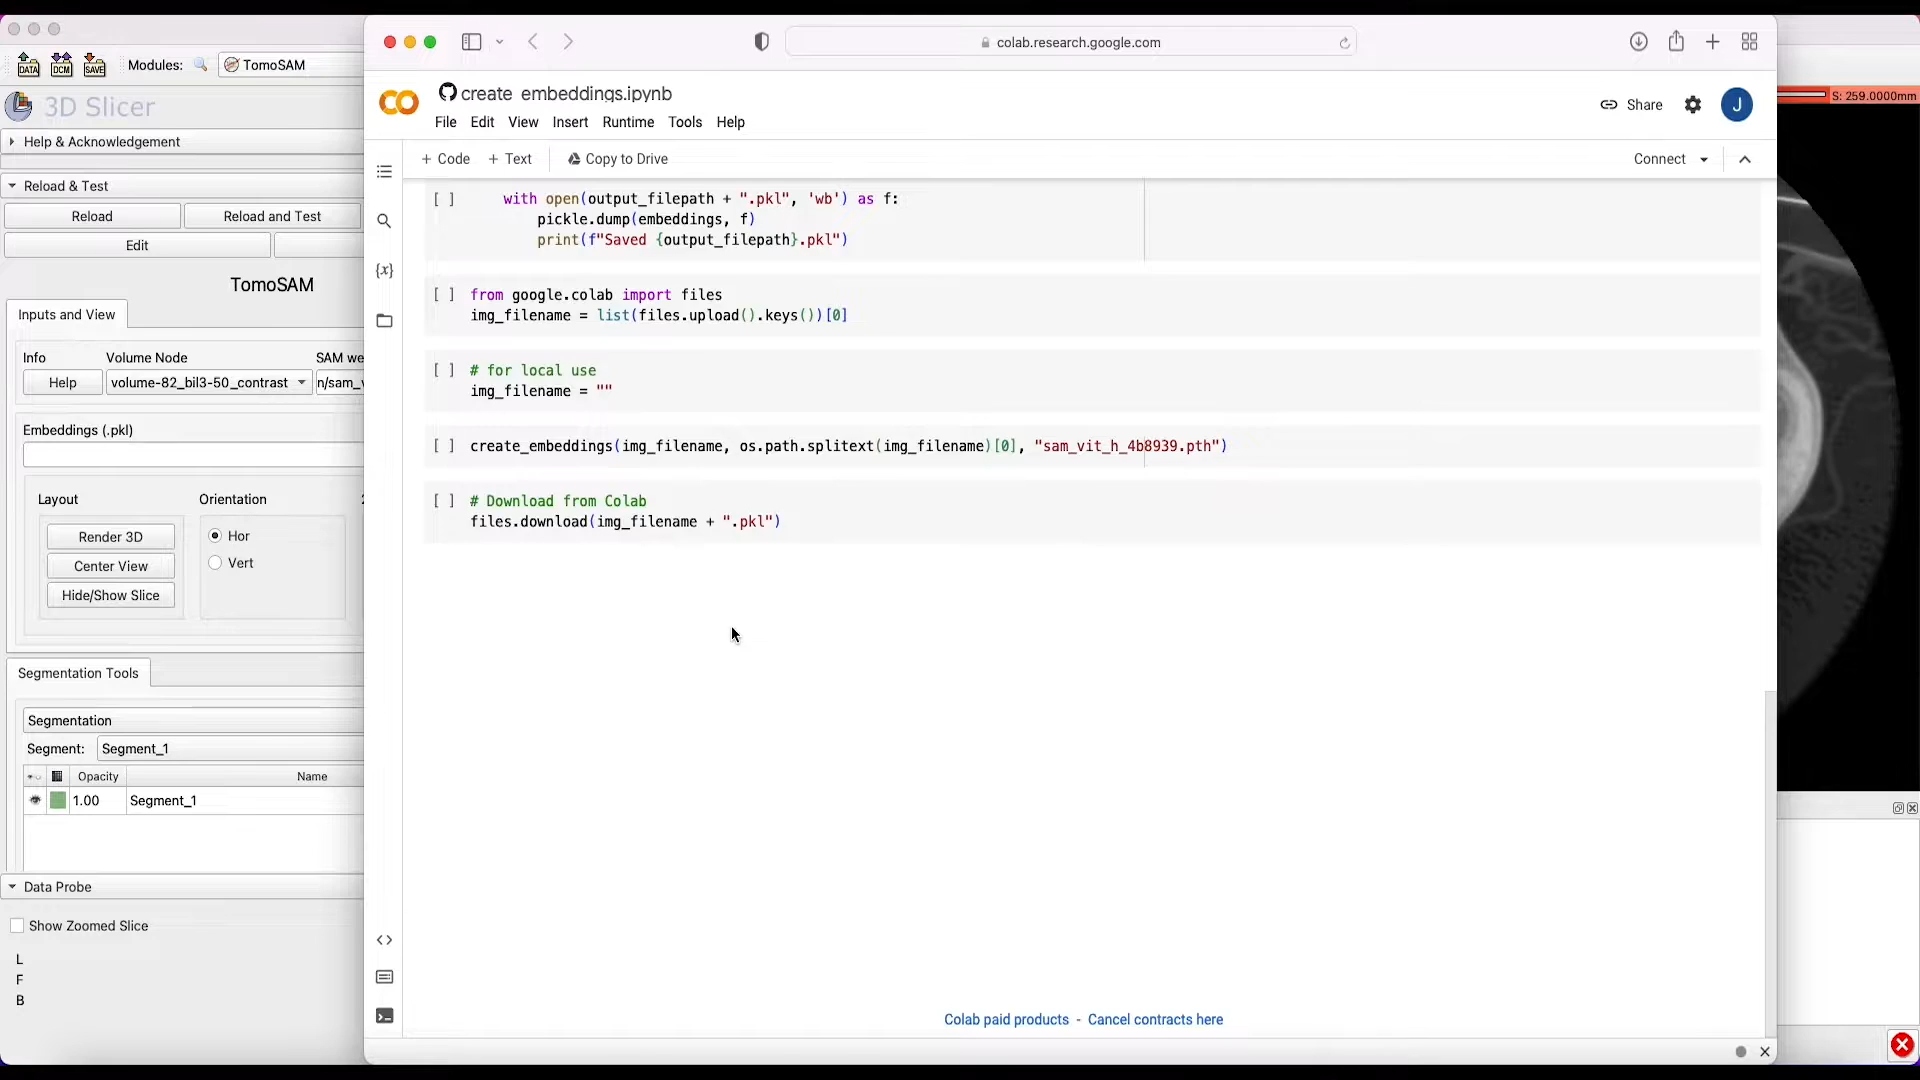 DATA
DCM
SAVE
Modules:
TomoSAM
3D Slicer
Help & Acknowledgement
Reload & Test
Reload
Reload and Test
Edit
TomoSAM
Inputs and View
Info
Volume Node
SAM we
Help
volume-82_bil3-50_contrast
n/sam_v
Embeddings (.pkl)
Layout
Orientation
Render 3D
Hor
Center View
Vert
Hide/Show Slice
Segmentation Tools
Segmentation
Segment: Segment_1
Opacity
Name
1.00
Segment_1
Data Probe
Show Zoomed Slice
L
F
B
colab.research.google.com
CO
create_embeddings.ipynb
File Edit View Insert Runtime Tools Help
Share
J
+ Code + Text
Copy to Drive
Connect
{x}
[ ] with open(output_filepath + ".pkl", 'wb') as f:
pickle.dump(embeddings, f)
print(f"Saved {output_filepath}.pkl")
[ ] from google.colab import files
img_filename = list(files.upload().keys())[0]
[ ] # for local use
img_filename = ""
[ ] create_embeddings(img_filename, os.path.splitext(img_filename)[0], "sam_vit_h_4b8939.pth")
[ ] # Download from Colab
files.download(img_filename + ".pkl")
Colab paid products - Cancel contracts here
S: 259.0000mm